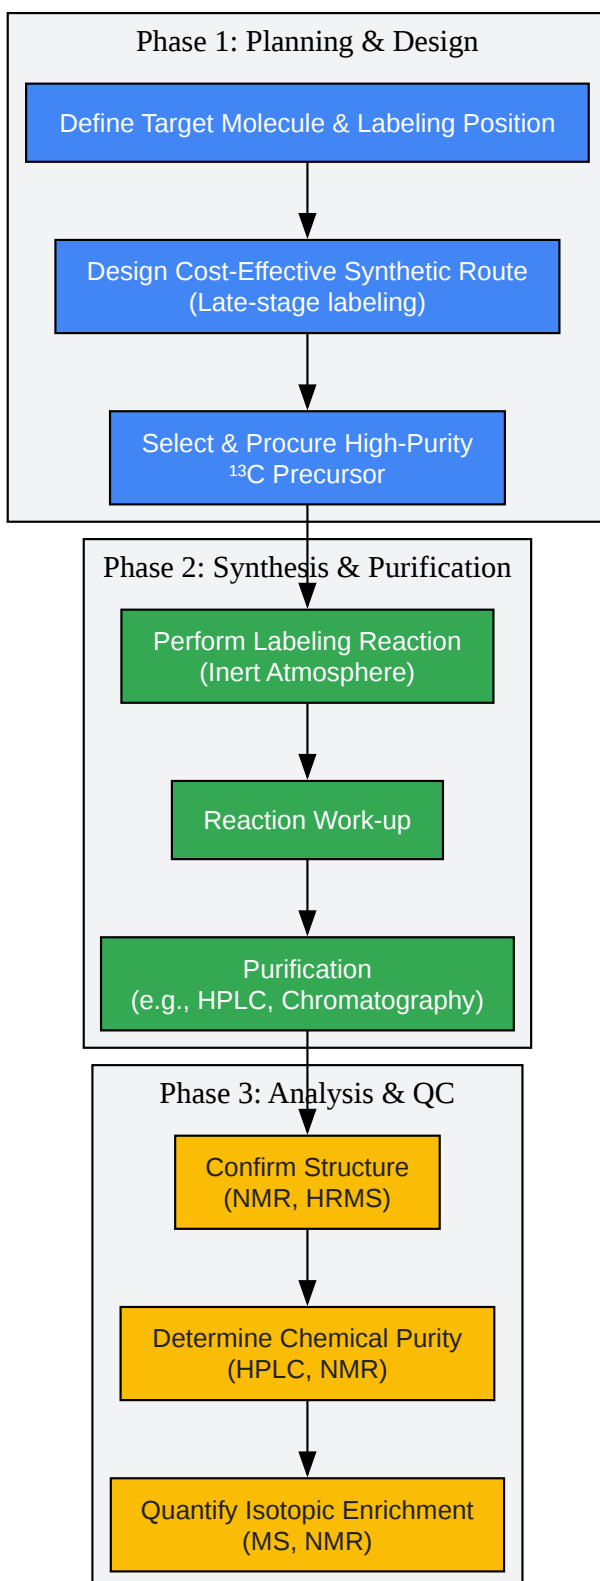 Phase 1: Planning & Design
Define Target Molecule & Labeling Position
Design Cost-Effective Synthetic Route
(Late-stage labeling)
Select & Procure High-Purity
¹³C Precursor
Phase 2: Synthesis & Purification
Perform Labeling Reaction
(Inert Atmosphere)
Reaction Work-up
Purification
(e.g., HPLC, Chromatography)
Phase 3: Analysis & QC
Confirm Structure
(NMR, HRMS)
Determine Chemical Purity
(HPLC, NMR)
Quantify Isotopic Enrichment
(MS, NMR)